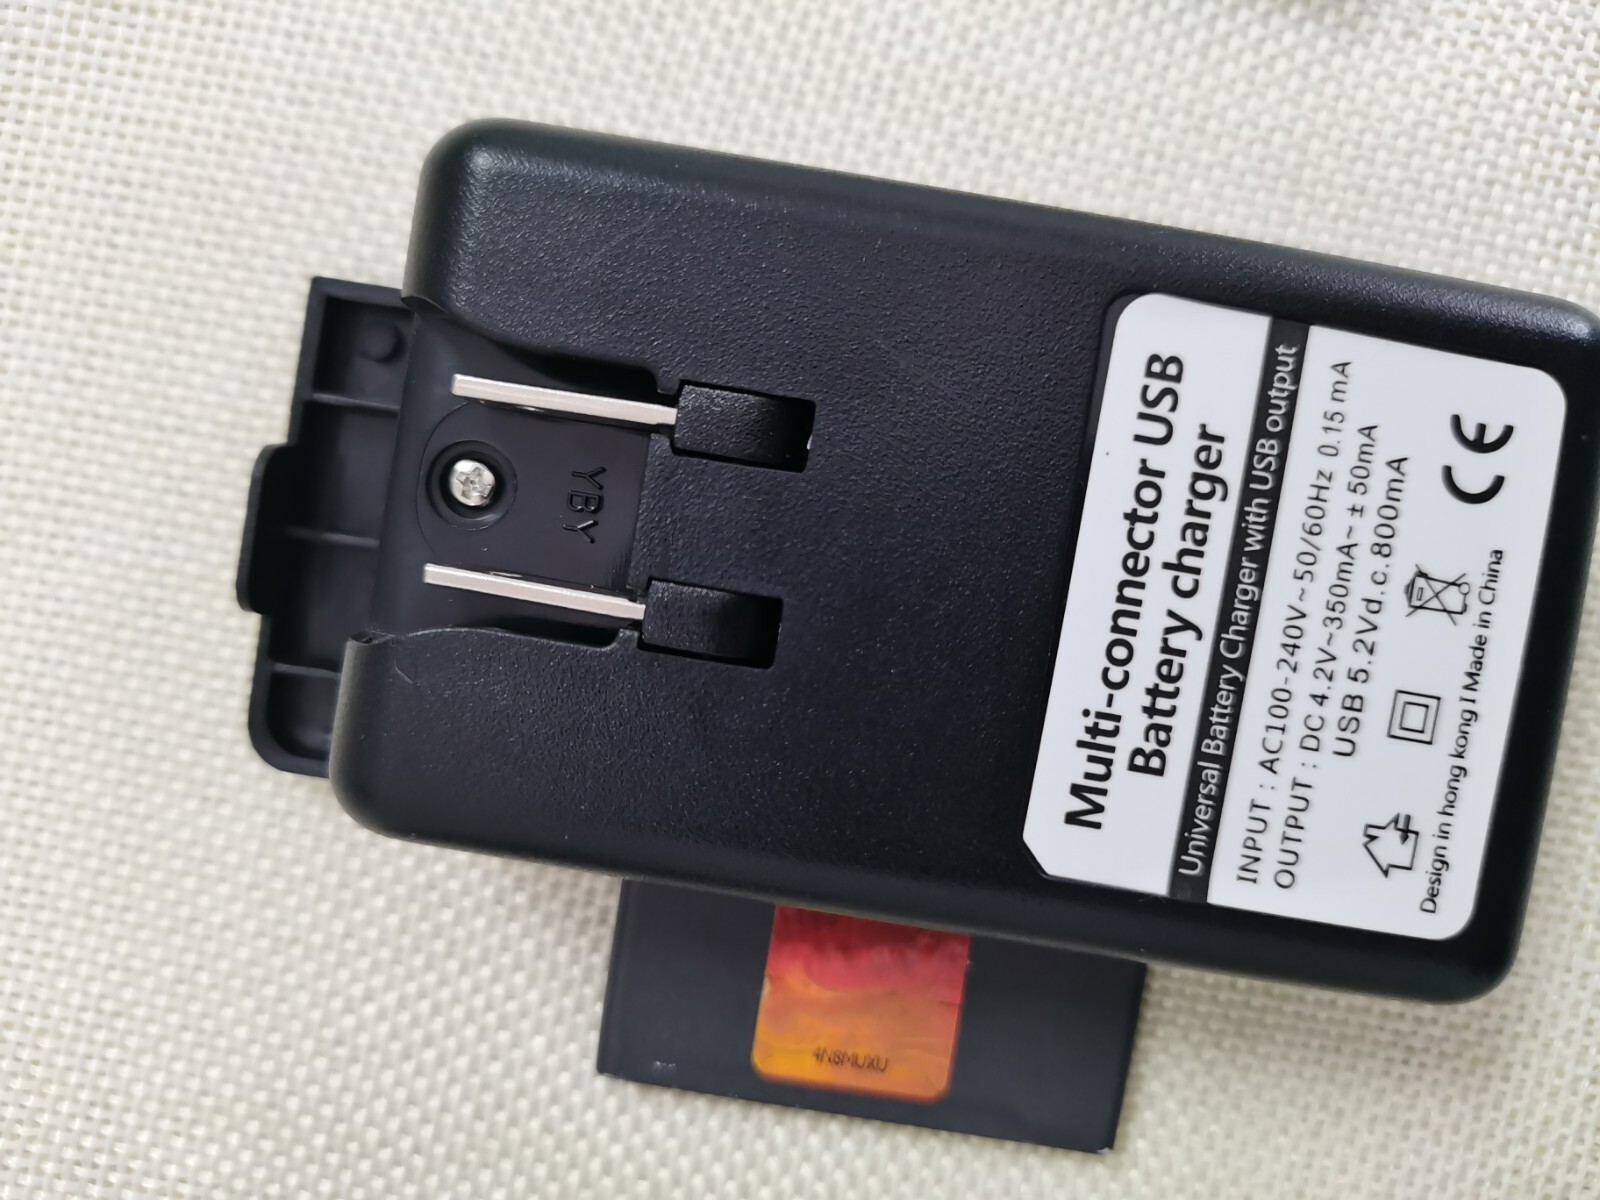 Multi-connector USB
Battery charger
Universal Battery Charger with USB output
INPUT : AC100-240V~50/60Hz 0.15 mA
OUTPUT : DC 4.2V~350mA~ ± 50mA
USB 5.2Vd.c.800mA
CE
Design in hong kong I Made in China
YBY
4N8MUXU